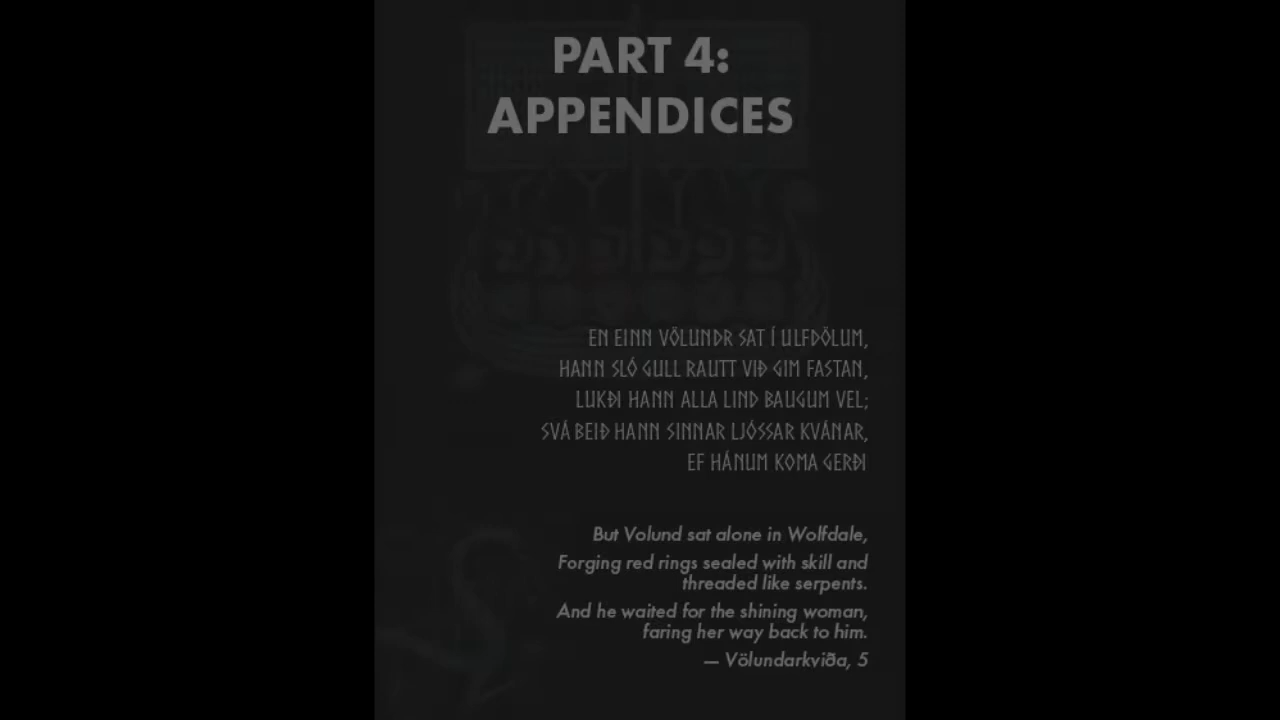 PART 4:
APPENDICES
EN EINN VÖLUNDR SAT Í ULFDÖLUM,
HANN SLÓ GULL RAUTT VIÐ GIM FASTAN,
LUKÐI HANN ALLA LIND BAUGUM VEL;
SVÁ BEIÐ HANN SINNAR LJÓSSAR KVÁNAR,
EF HÁNUM KOMA GERÐI
But Volund sat alone in Wolfdale,
Forging red rings sealed with skill and
threaded like serpents.
And he waited for the shining woman,
faring her way back to him.
— Völundarkviða, 5